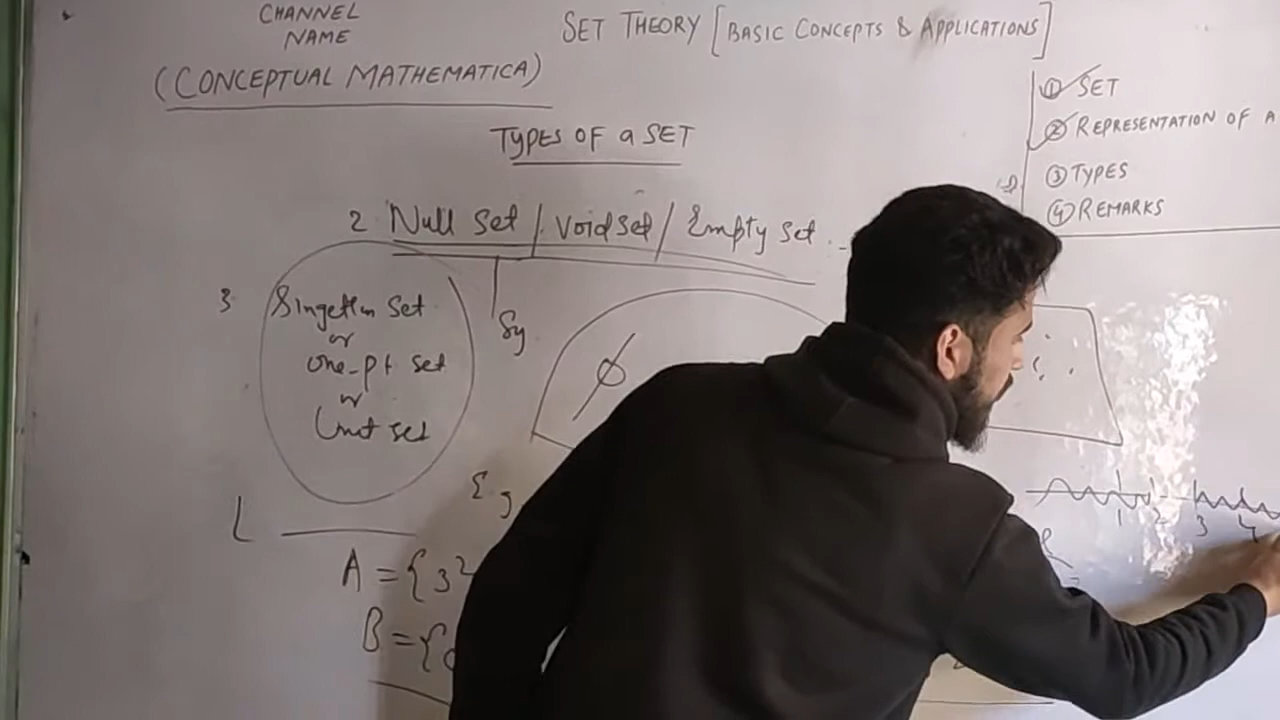 CHANNEL
NAME
(CONCEPTUAL MATHEMATICA)
SET THEORY [BASIC CONCEPTS & APPLICATIONS]
① SET
② REPRESENTATION OF A
③ TYPES
④ REMARKS
TYPES OF a SET
2 Null Set / Void set / Empty set
3 Singetln Set
or
one-pt set
or
Unit set
Sy
∅
E.g
A = {3
B = {
1 2 3 4